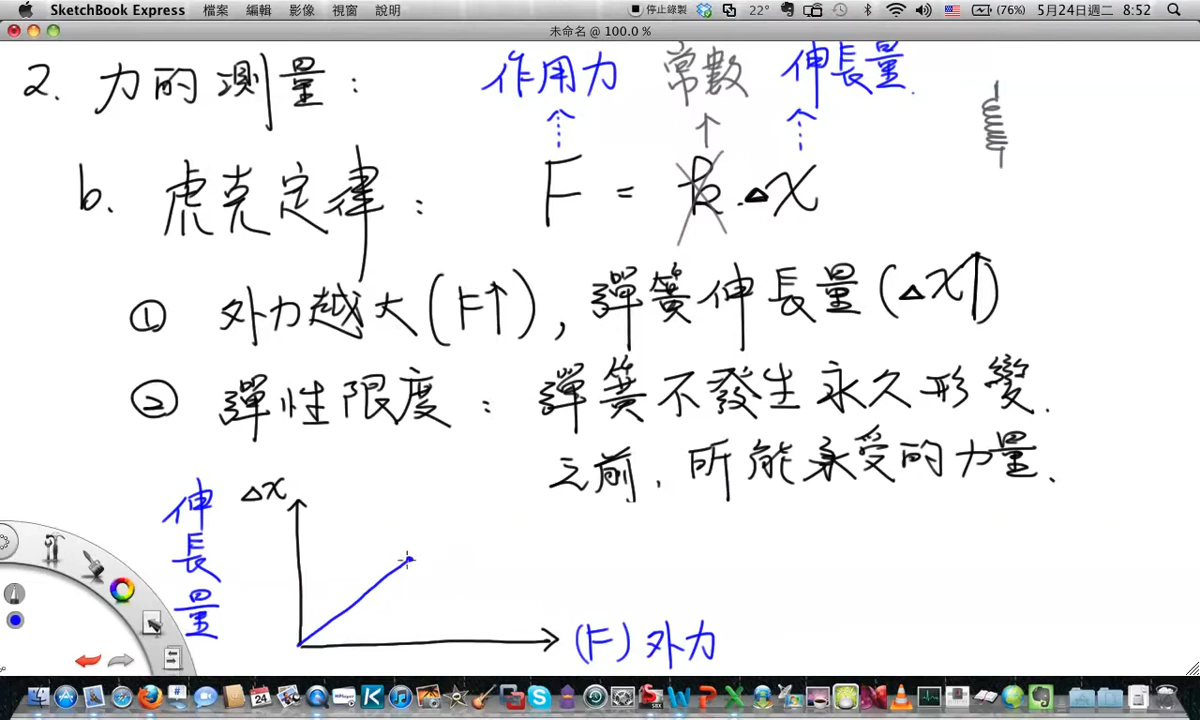 SketchBook Express 檔案 編輯 影像 視窗 說明 停止錄製 22° (76%) 5月24日週二 8:52
未命名 @ 100.0 %
2. 力的測量: 作用力 常數 伸長量.
b. 虎克定律: F = k.△X
① 外力越大(F↑), 彈簧伸長量(△X↑)
② 彈性限度: 彈簧不發生永久形變.
之前, 所能承受的力量.
伸長量 △X
(F) 外力